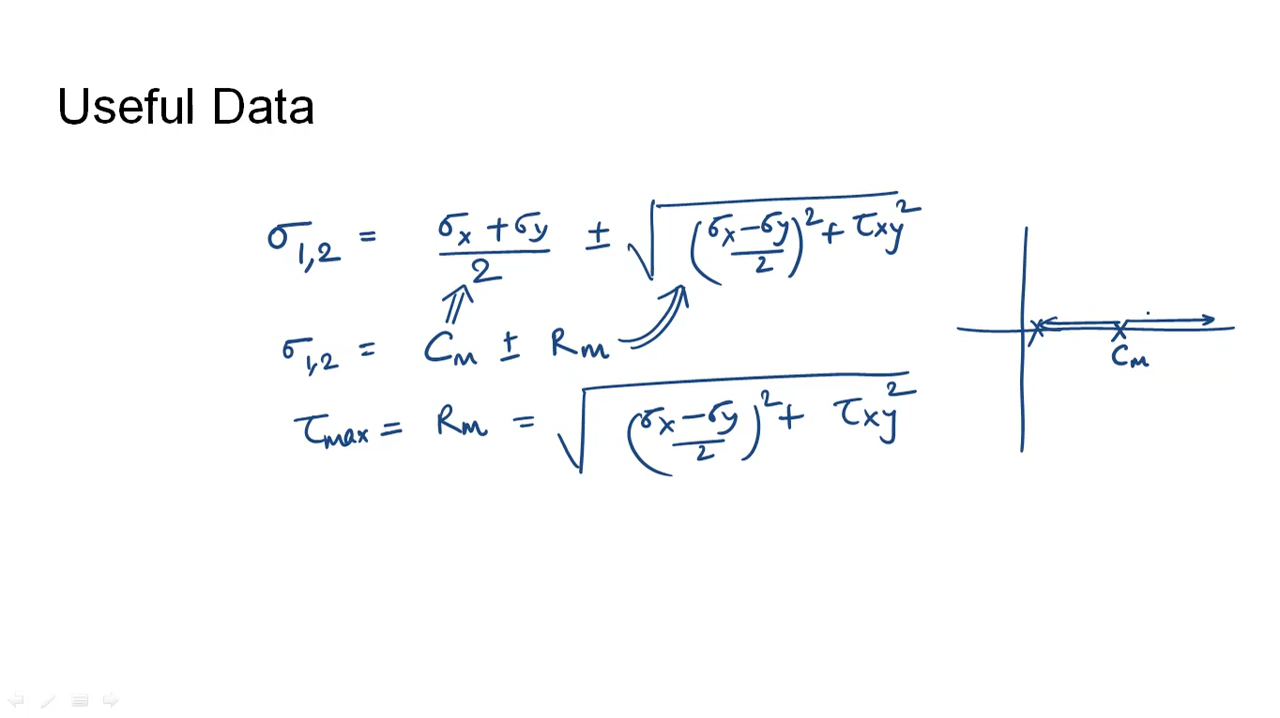 Useful Data
σ1,2 = (σx + σy)/2 ± √(((σx − σy)/2)² + τxy²)
σ1,2 = CM ± RM
CM
τmax = RM = √(((σx − σy)/2)² + τxy²)